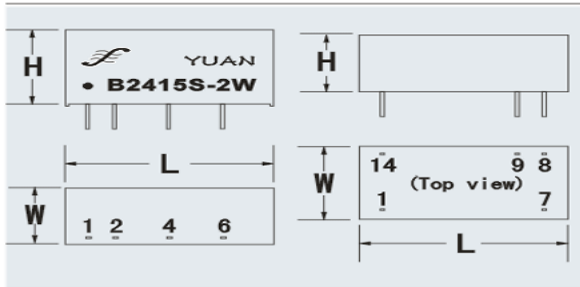 H
YUAN
B2415S-2W
L
W
1 2 4 6
H
W
14 9 8
(Top view)
1 7
L